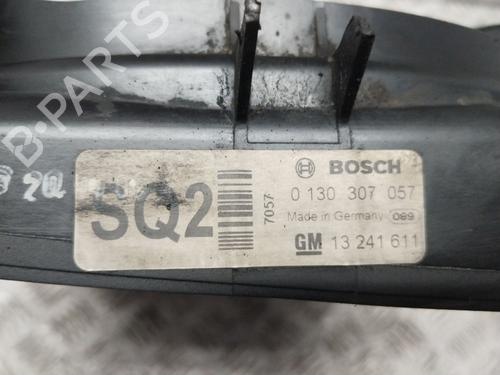 B-PARTS
SQ2
7057
BOSCH
0 130 307 057
Made in Germany 089
GM 13 241 611